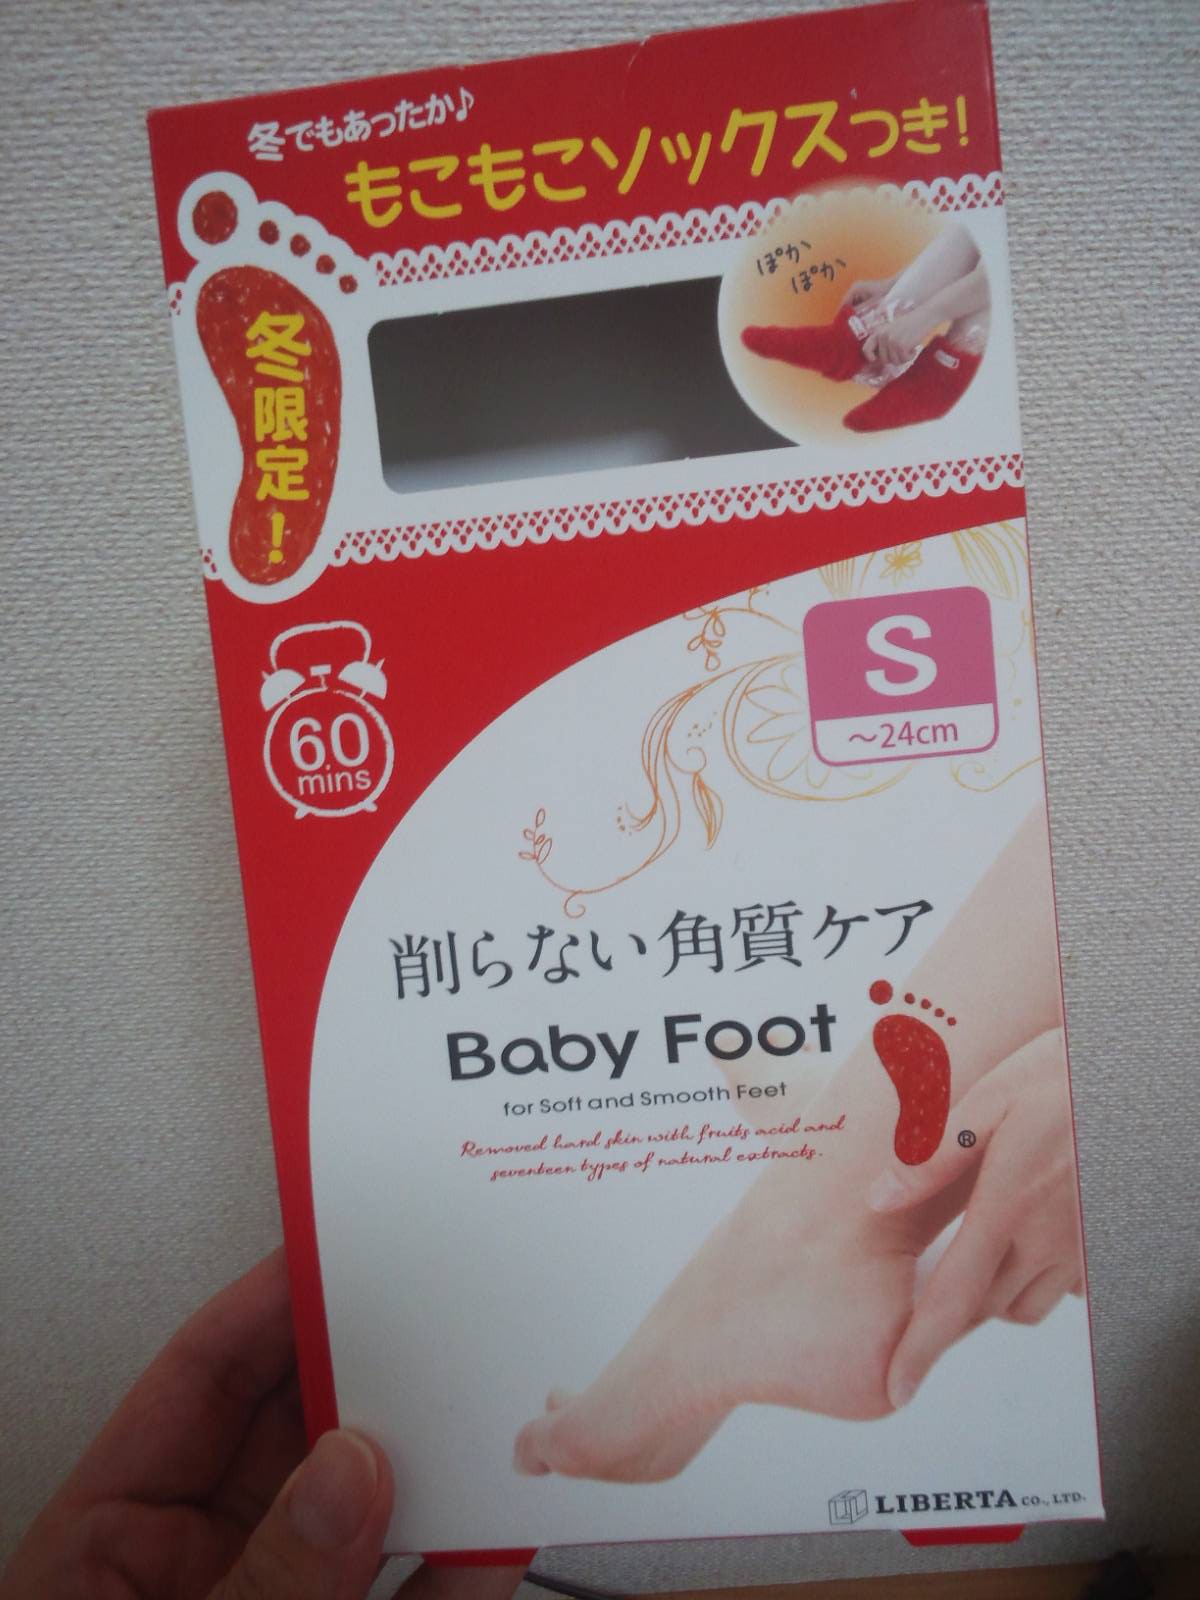 冬でもあったか♪
もこもこソックスつき!
ぽか
ぽか
冬限定!
60
mins
S
～24cm
削らない角質ケア
Baby Foot
®
for Soft and Smooth Feet
Removed hard skin with fruits acid and
seventeen types of natural extracts.
LIBERTA CO., LTD.